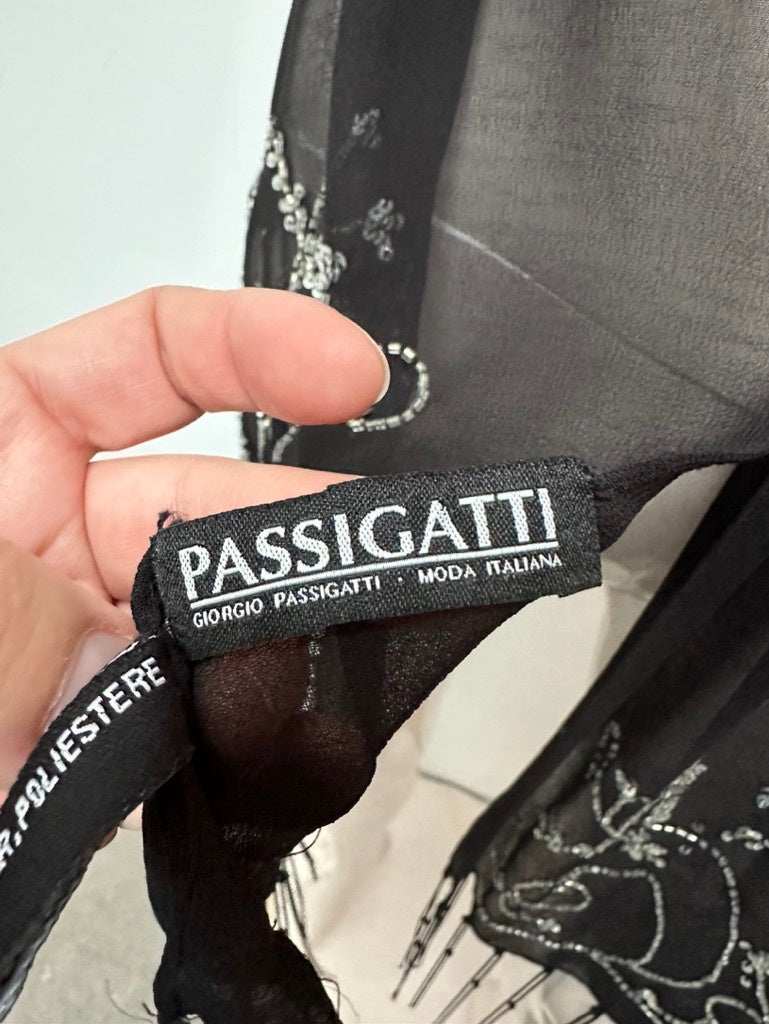 PASSIGATTI
GIORGIO PASSIGATTI · MODA ITALIANA
R,POLIESTERE